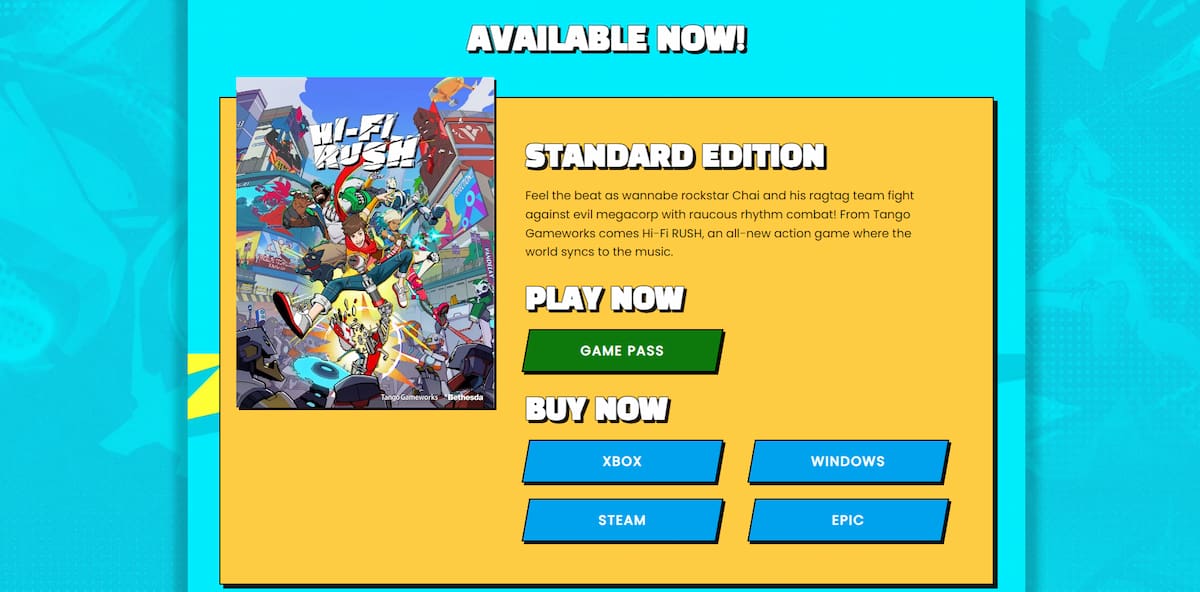 AVAILABLE NOW!
HI-FI
RUSH
Tango Gameworks
Bethesda
STANDARD EDITION
Feel the beat as wannabe rockstar Chai and his ragtag team fight
against evil megacorp with raucous rhythm combat! From Tango
Gameworks comes Hi-Fi RUSH, an all-new action game where the
world syncs to the music.
PLAY NOW
GAME PASS
BUY NOW
XBOX
WINDOWS
STEAM
EPIC